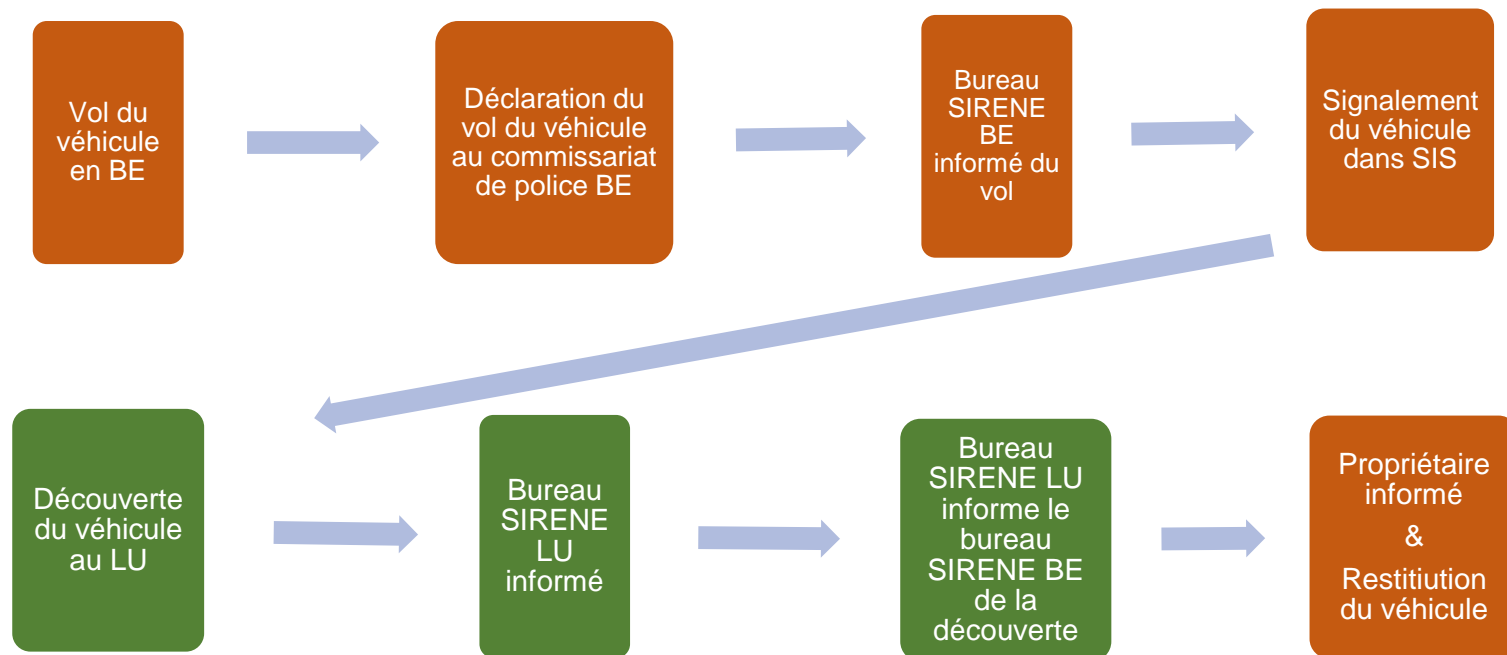 Vol du
véhicule
en BE
Déclaration du
vol du véhicule
au commissariat
de police BE
Bureau
SIRENE
BE
informé du
vol
Signalement
du véhicule
dans SIS
Découverte
du véhicule
au LU
Bureau
SIRENE
LU
informé
Bureau
SIRENE LU
informe le
bureau
SIRENE BE
de la
découverte
Propriétaire
informé
&
Restitiution
du véhicule